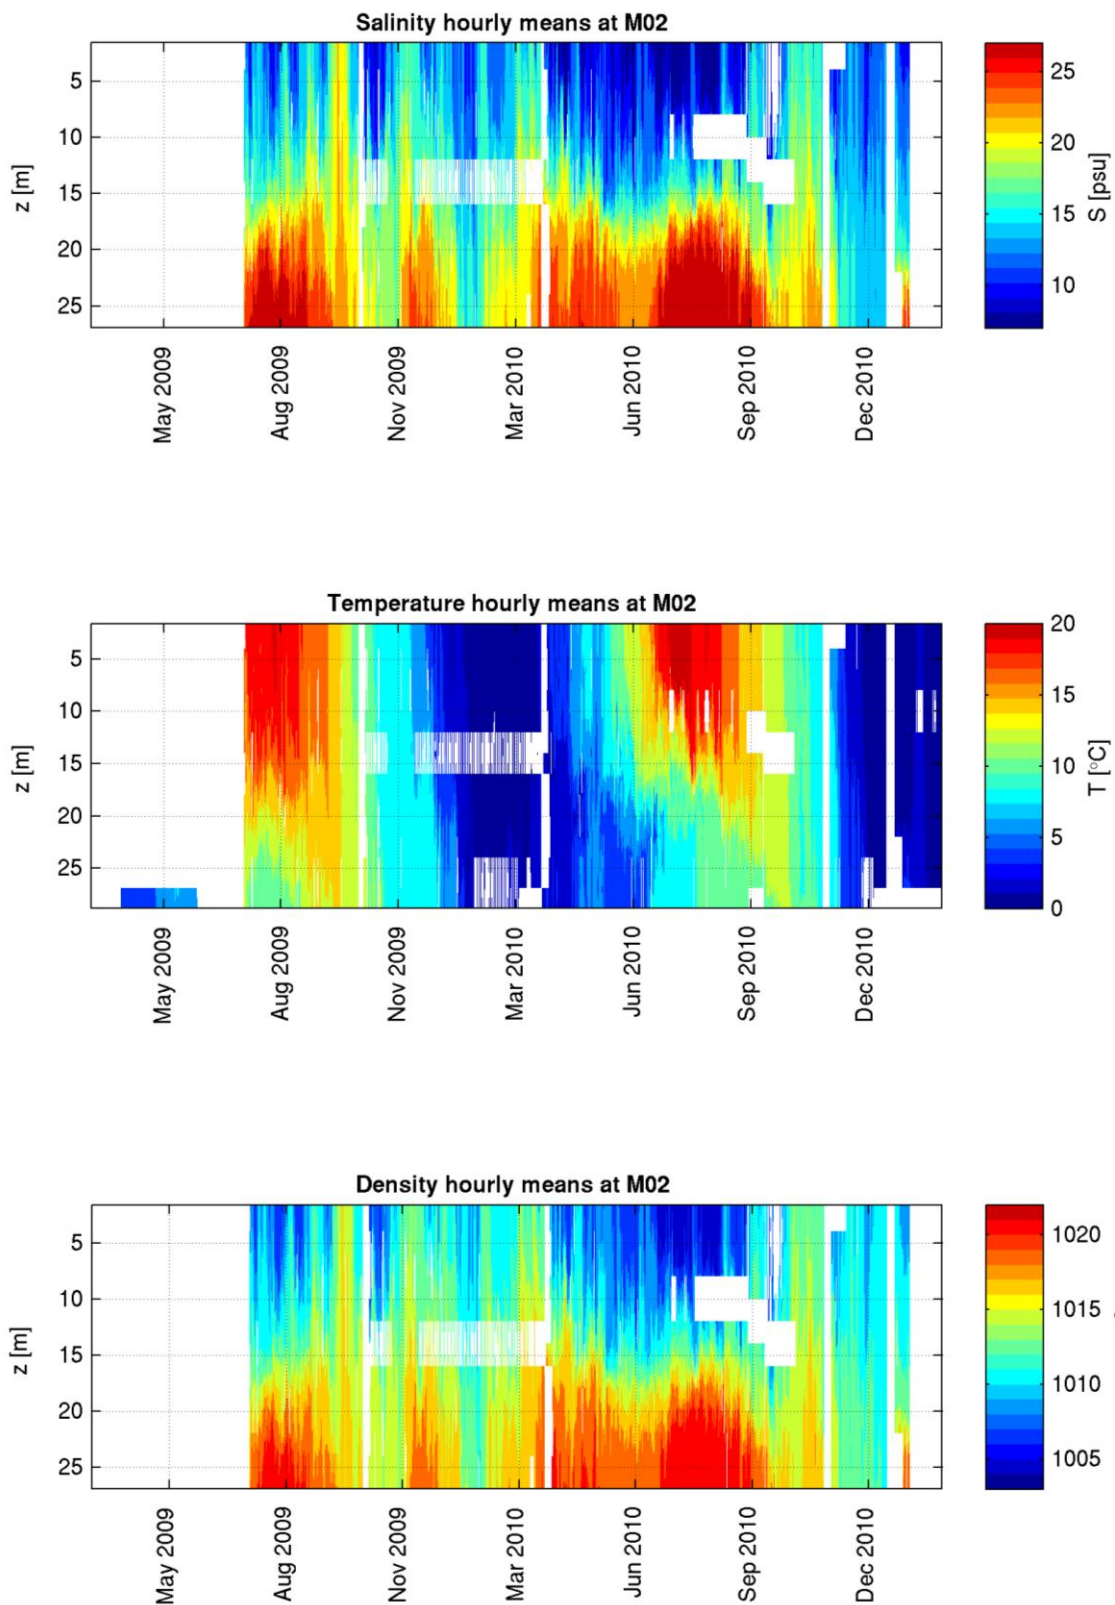 Salinity hourly means at M02
5
10
15
20
25
z [m]
May 2009
Aug 2009
Nov 2009
Mar 2010
Jun 2010
Sep 2010
Dec 2010
25
20
15
10
S [psu]
Temperature hourly means at M02
5
10
15
20
25
z [m]
May 2009
Aug 2009
Nov 2009
Mar 2010
Jun 2010
Sep 2010
Dec 2010
20
15
10
5
0
T [°C]
Density hourly means at M02
5
10
15
20
25
z [m]
May 2009
Aug 2009
Nov 2009
Mar 2010
Jun 2010
Sep 2010
Dec 2010
1020
1015
1010
1005